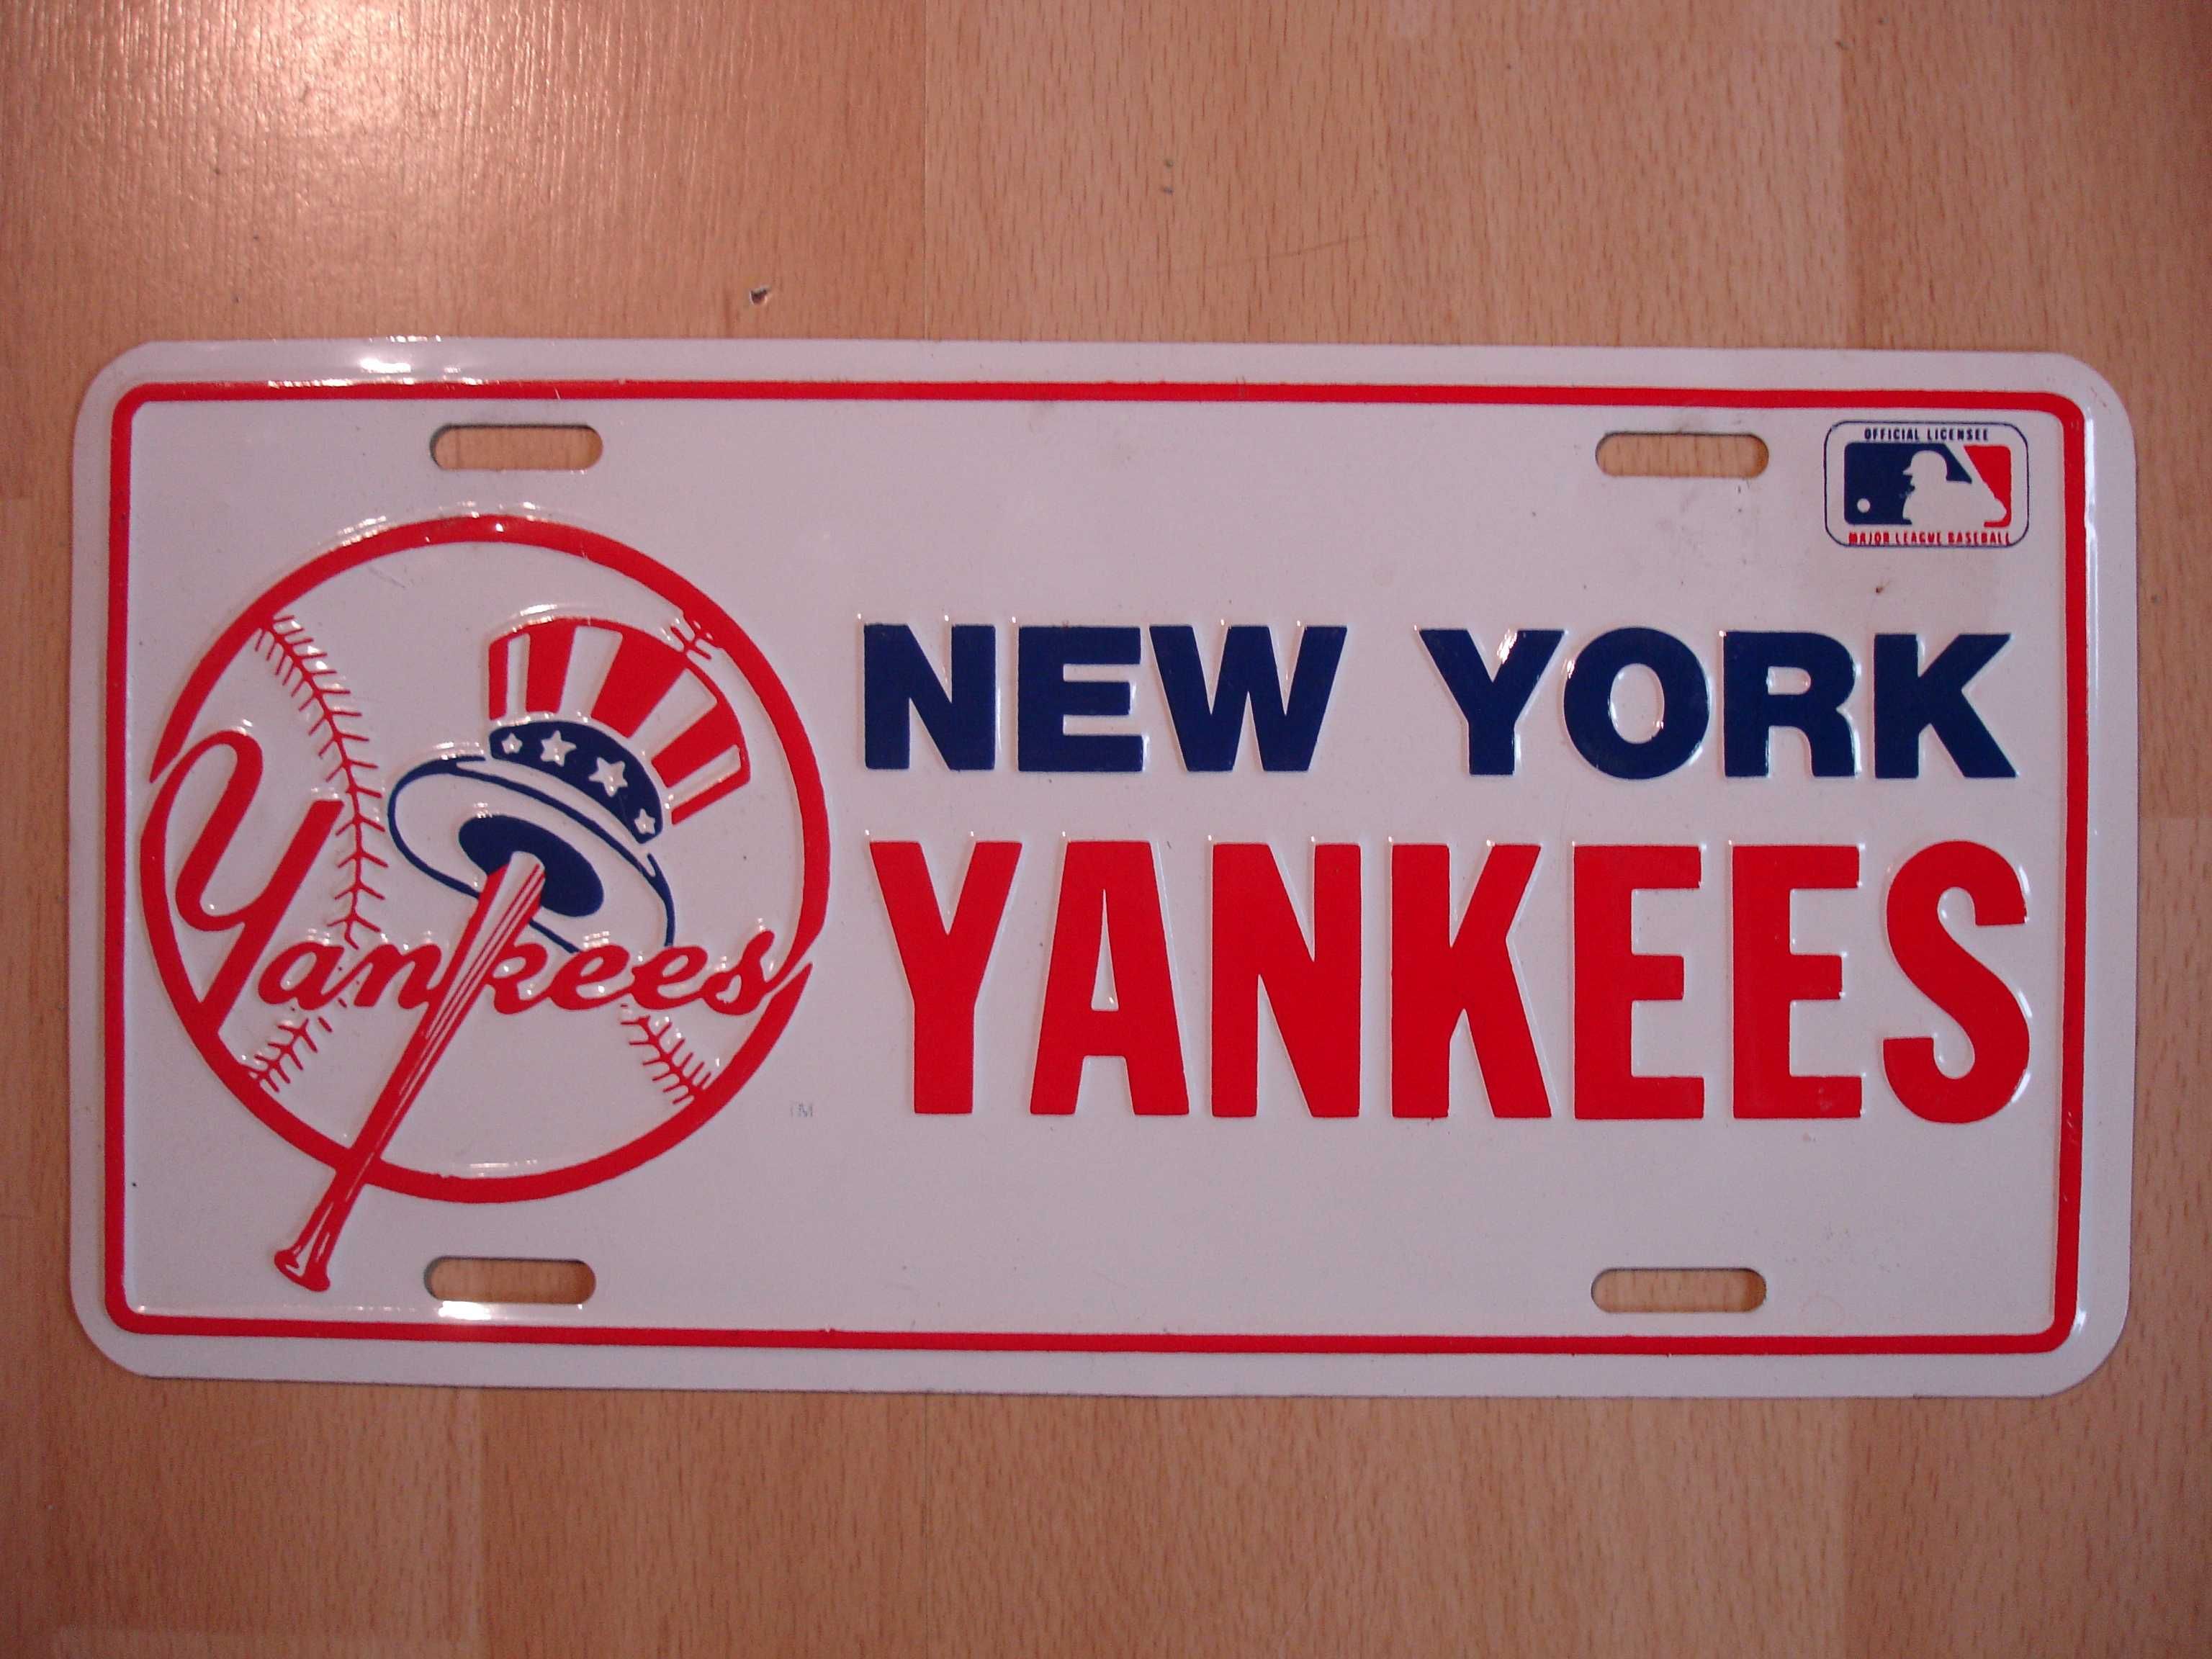 OFFICIAL LICENSEE
MAJOR LEAGUE BASEBALL
Yankees
TM
NEW YORK
YANKEES